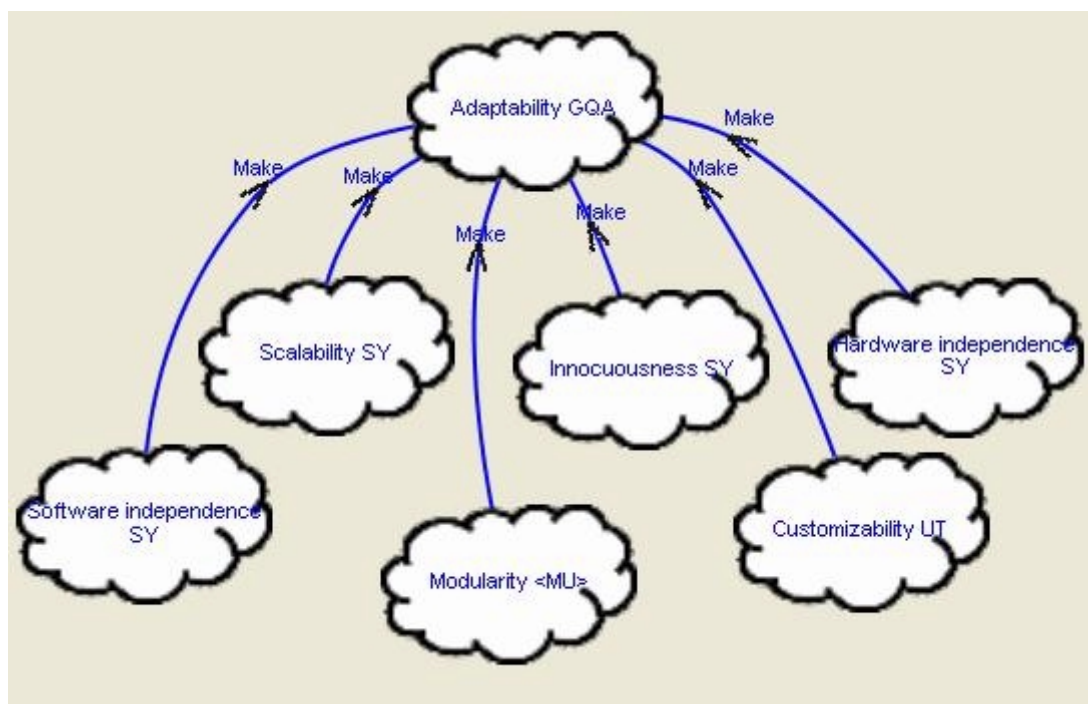 Adaptability GQA
Make
Make
Make
Make
Make
Make
Scalability SY
Innocuousness SY
Hardware independence
SY
Software independence
SY
Modularity <MU>
Customizability UT